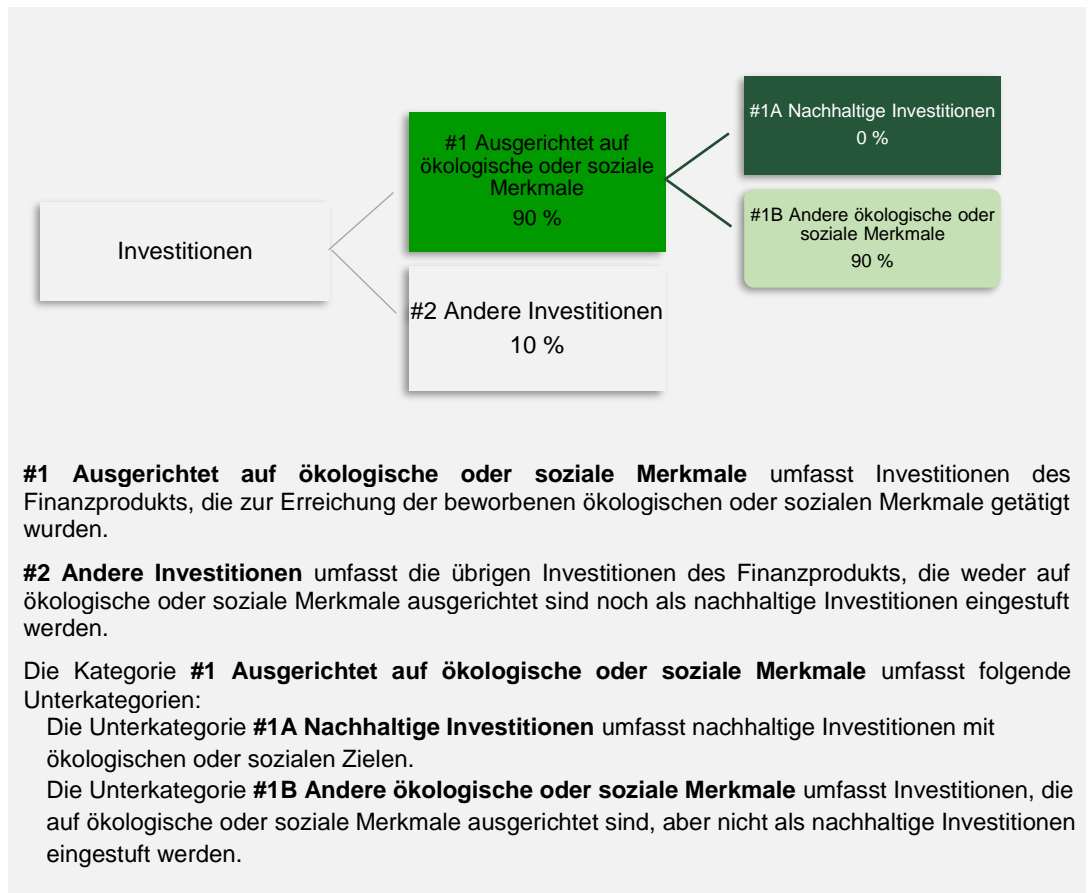 #1A Nachhaltige Investitionen
0 %
#1 Ausgerichtet auf
ökologische oder soziale
Merkmale
90 %
#1B Andere ökologische oder
soziale Merkmale
90 %
Investitionen
#2 Andere Investitionen
10 %
#1 Ausgerichtet auf ökologische oder soziale Merkmale umfasst Investitionen des
Finanzprodukts, die zur Erreichung der beworbenen ökologischen oder sozialen Merkmale getätigt
wurden.
#2 Andere Investitionen umfasst die übrigen Investitionen des Finanzprodukts, die weder auf
ökologische oder soziale Merkmale ausgerichtet sind noch als nachhaltige Investitionen eingestuft
werden.
Die Kategorie #1 Ausgerichtet auf ökologische oder soziale Merkmale umfasst folgende
Unterkategorien:
Die Unterkategorie #1A Nachhaltige Investitionen umfasst nachhaltige Investitionen mit
ökologischen oder sozialen Zielen.
Die Unterkategorie #1B Andere ökologische oder soziale Merkmale umfasst Investitionen, die
auf ökologische oder soziale Merkmale ausgerichtet sind, aber nicht als nachhaltige Investitionen
eingestuft werden.